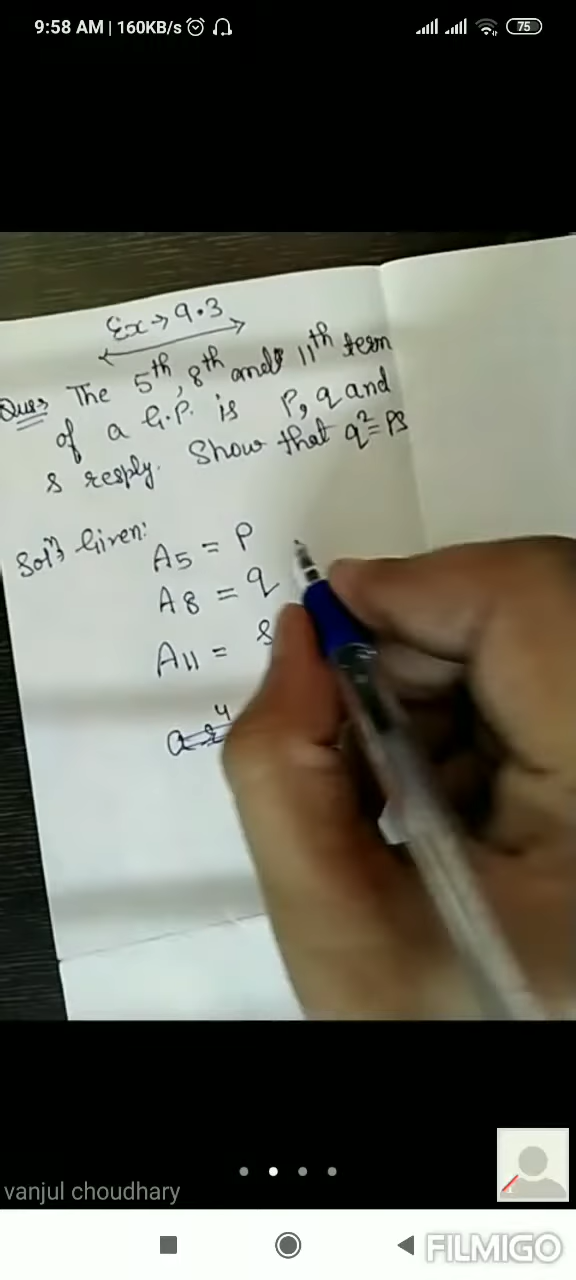 9:58 AM | 160KB/s
75
Ex → 9.3
Ques The 5th, 8th and 11th term
of a G.P. is P, q and
s resply. Show that q² = PS
Soln Given:
A5 = P
A8 = q
A11 = s
vanjul choudhary
FILMIGO